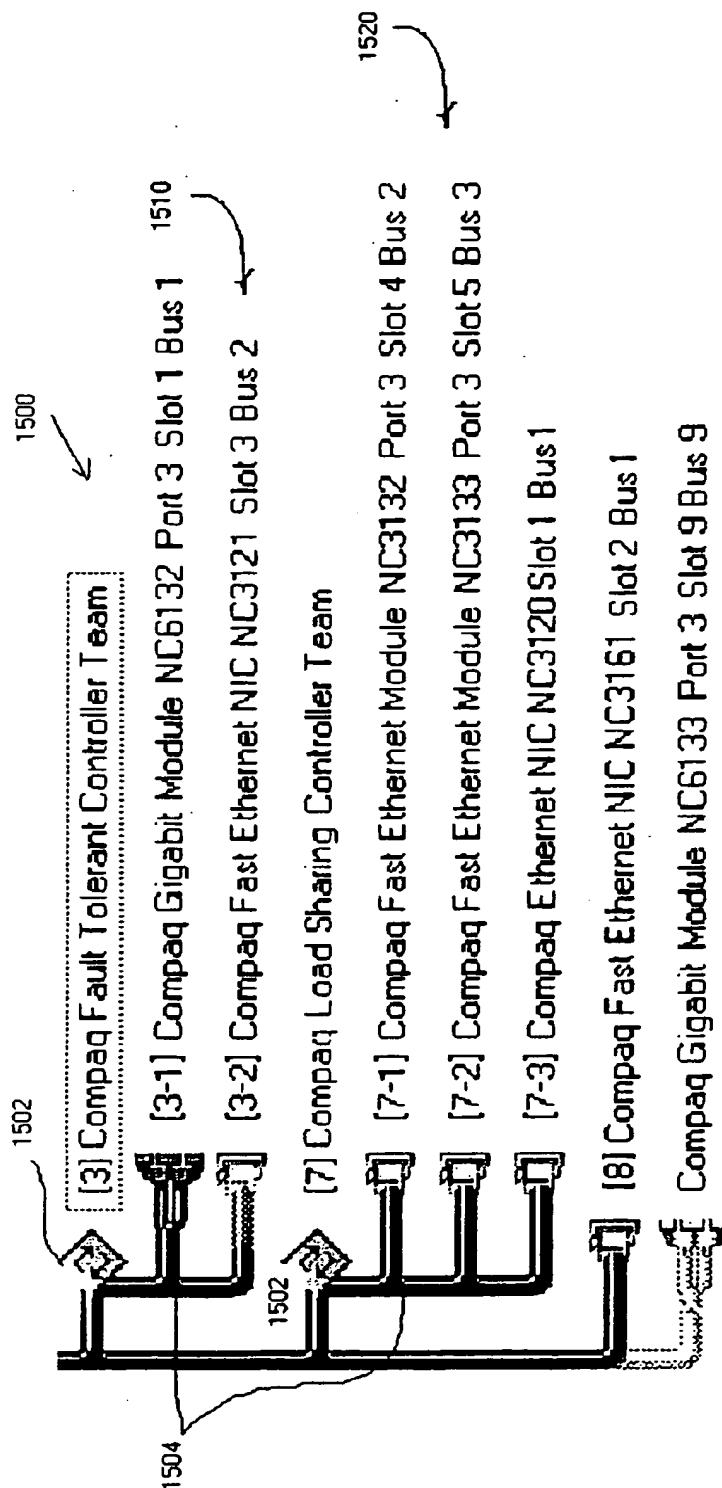 1500
1502
[3] Compaq Fault Tolerant Controller Team
[3-1] Compaq Gigabit Module NC6132 Port 3 Slot 1 Bus 1
[3-2] Compaq Fast Ethernet NIC NC3121 Slot 3 Bus 2
1510
1502
[7] Compaq Load Sharing Controller Team
[7-1] Compaq Fast Ethernet Module NC3132 Port 3 Slot 4 Bus 2
[7-2] Compaq Fast Ethernet Module NC3133 Port 3 Slot 5 Bus 3
[7-3] Compaq Ethernet NIC NC3120 Slot 1 Bus 1
1520
1504
[8] Compaq Fast Ethernet NIC NC3161 Slot 2 Bus 1
Compaq Gigabit Module NC6133 Port 3 Slot 9 Bus 9